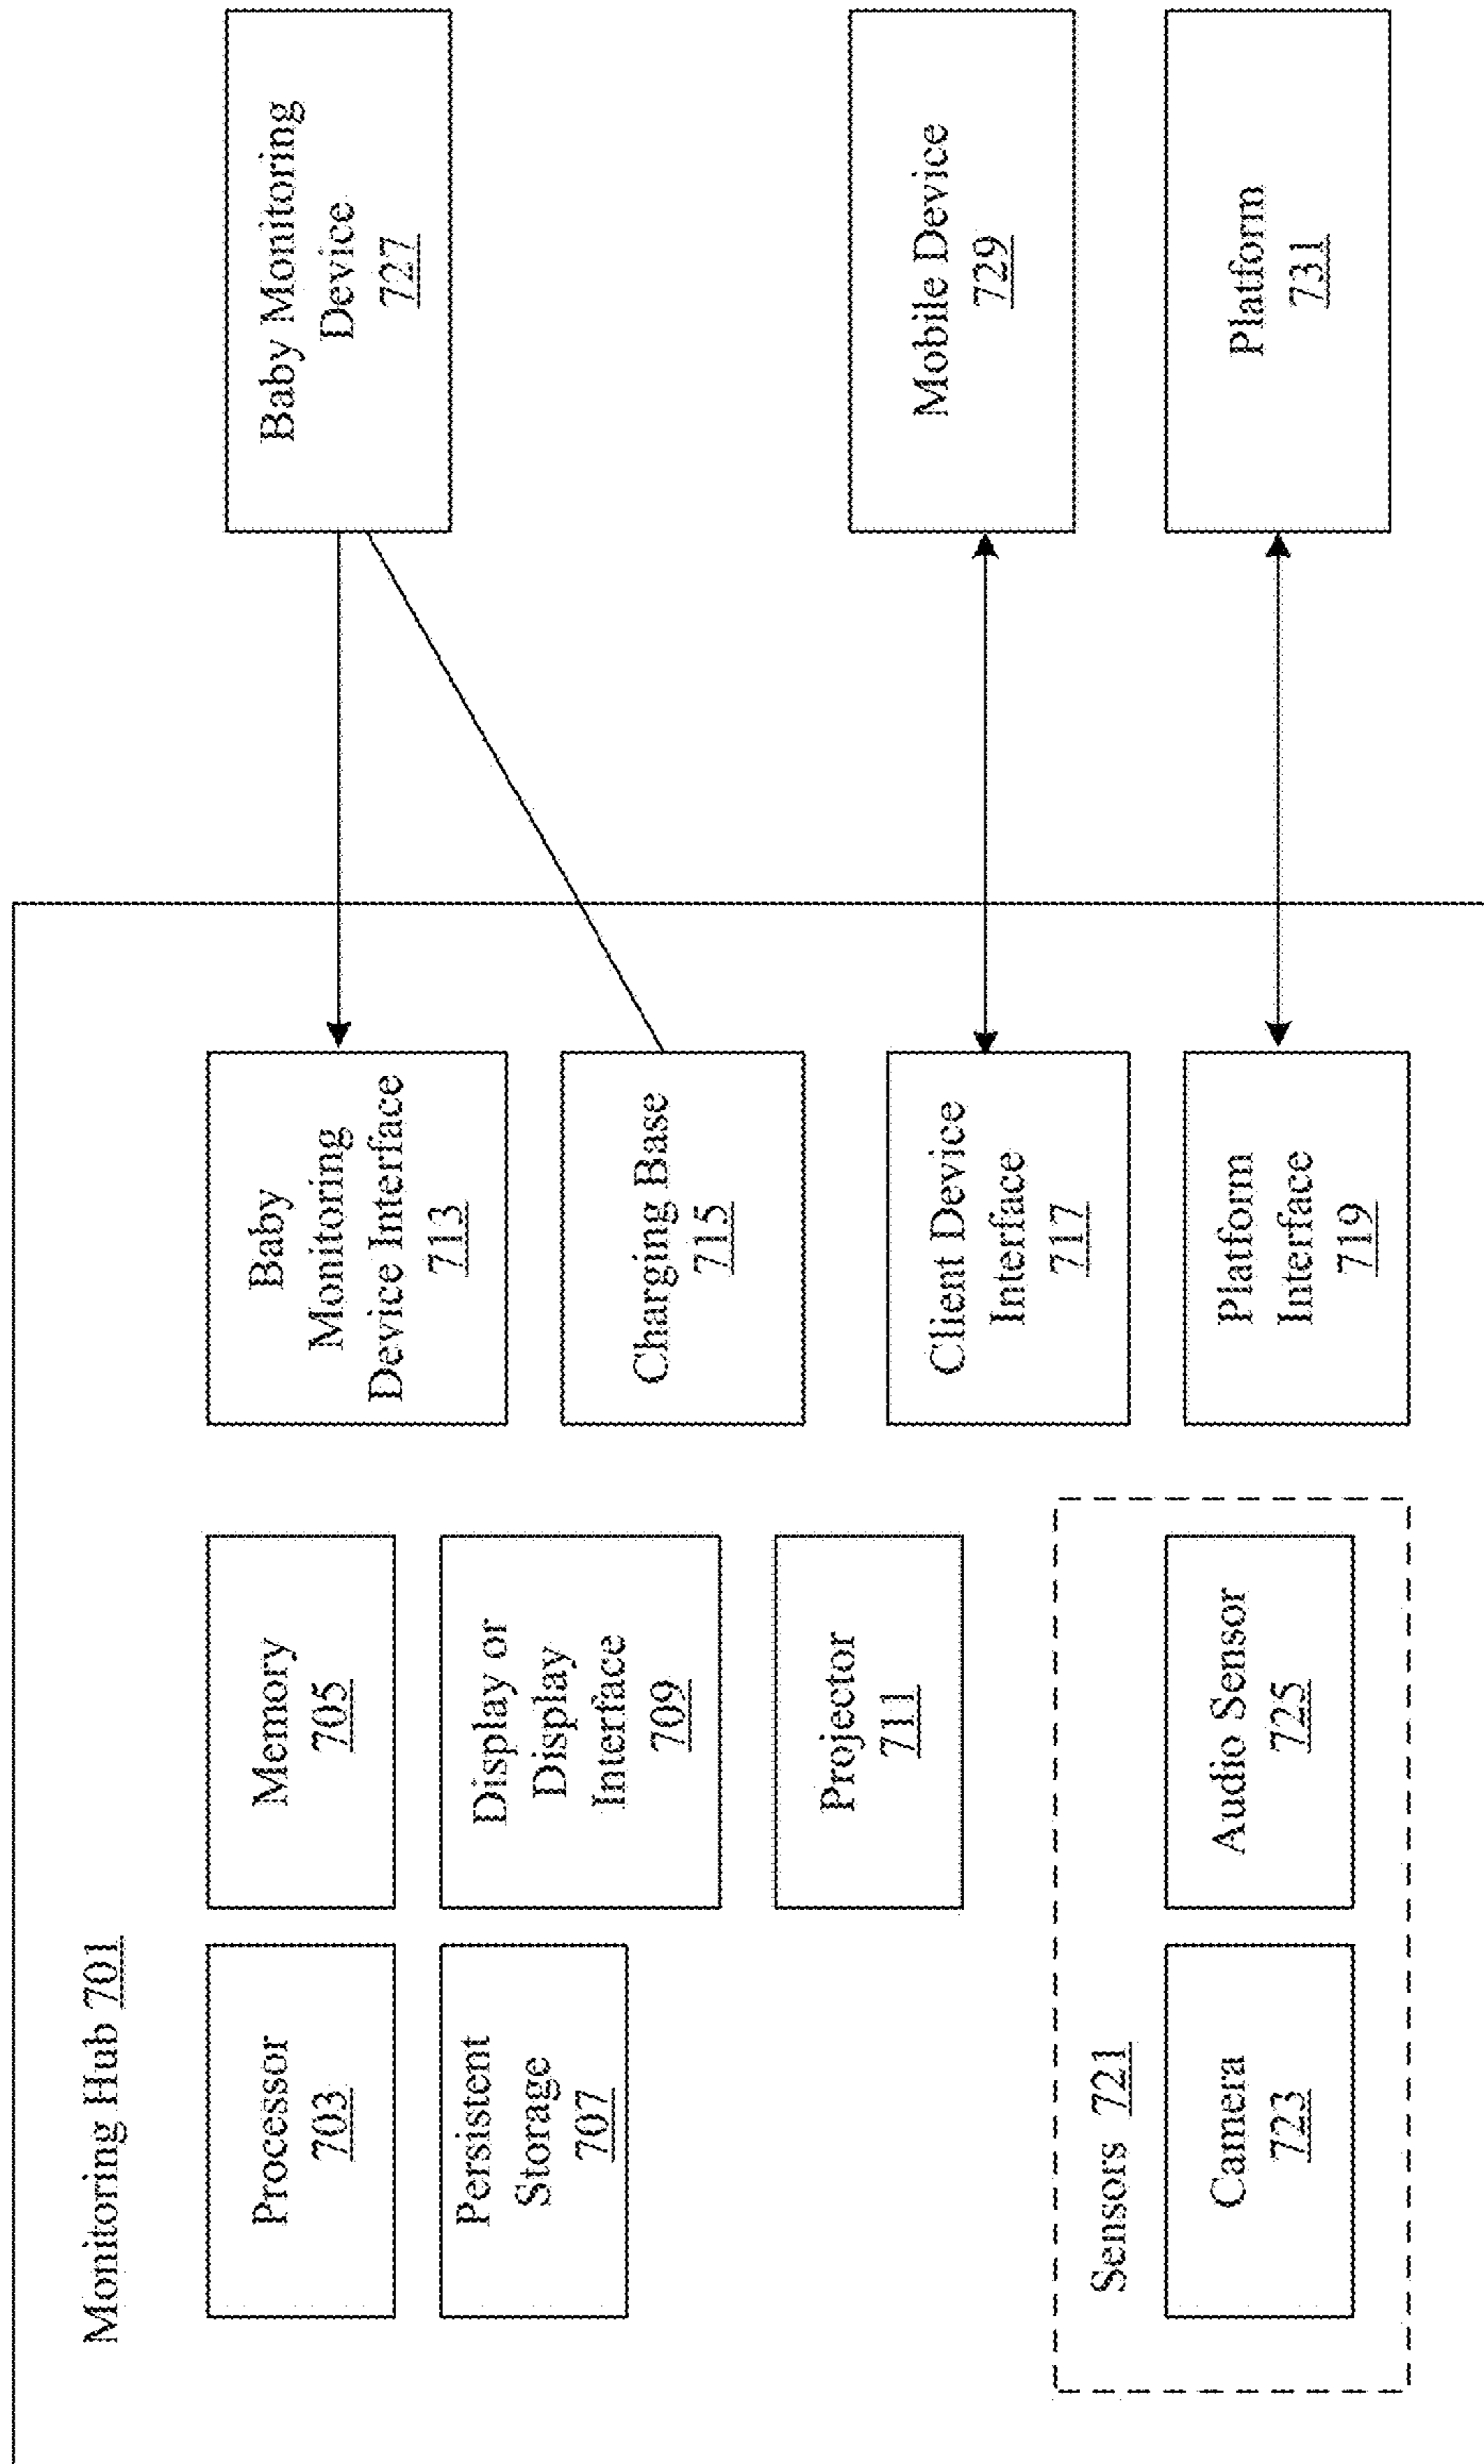 Monitoring Hub 701
Processor
703
Memory
705
Persistent
Storage
707
Display or
Display
Interface
709
Projector
711
Sensors 721
Camera
723
Audio Sensor
725
Baby
Monitoring
Device Interface
713
Charging Base
715
Client Device
Interface
717
Platform
Interface
719
Baby Monitoring
Device
727
Mobile Device
729
Platform
731